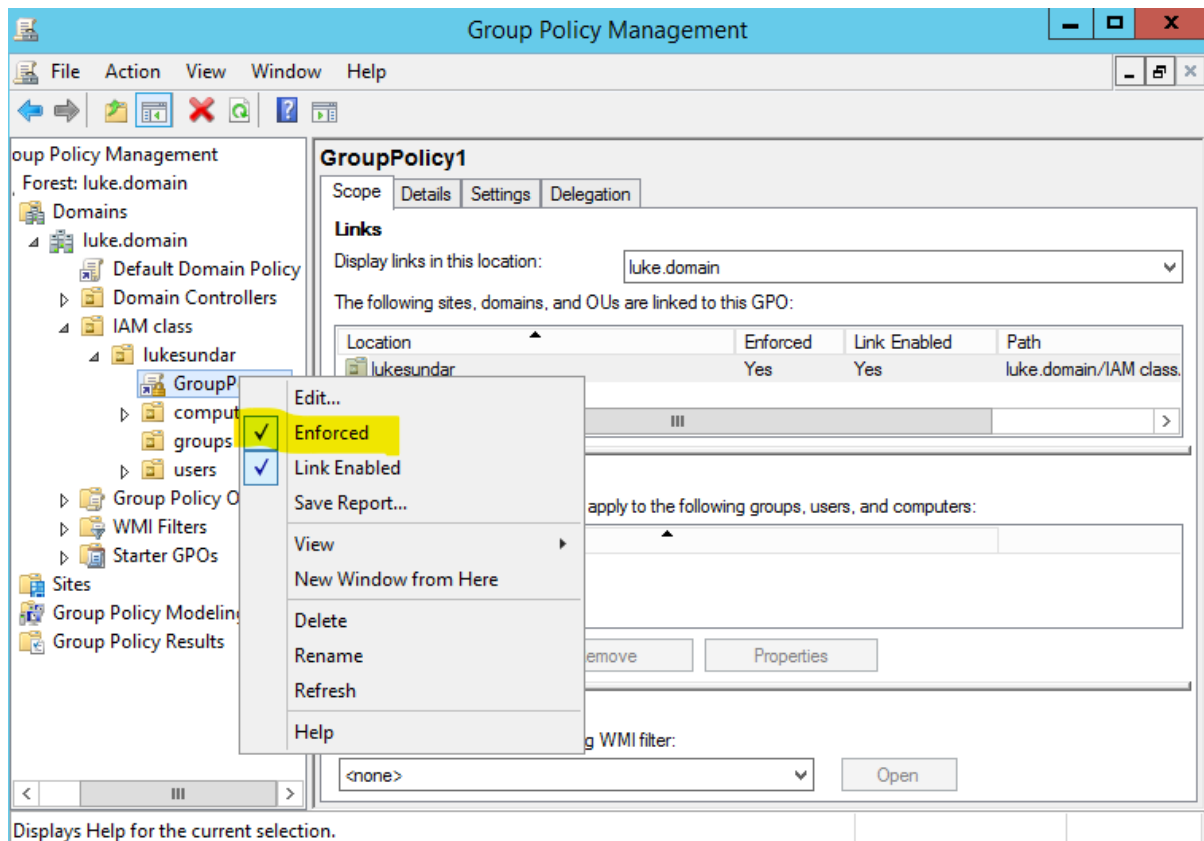 Group Policy Management
File Action View Window Help
oup Policy Management
Forest: luke.domain
Domains
luke.domain
Default Domain Policy
Domain Controllers
IAM class
lukesundar
GroupP
comput
groups
users
Group Policy O
WMI Filters
Starter GPOs
Sites
Group Policy Modelin
Group Policy Results
GroupPolicy1
Scope Details Settings Delegation
Links
Display links in this location: luke.domain
The following sites, domains, and OUs are linked to this GPO:
Location Enforced Link Enabled Path
lukesundar Yes Yes luke.domain/IAM class.
Edit...
Enforced
Link Enabled
Save Report...
View
New Window from Here
Delete
Rename
Refresh
Help
apply to the following groups, users, and computers:
emove Properties
g WMI filter:
<none> Open
Displays Help for the current selection.